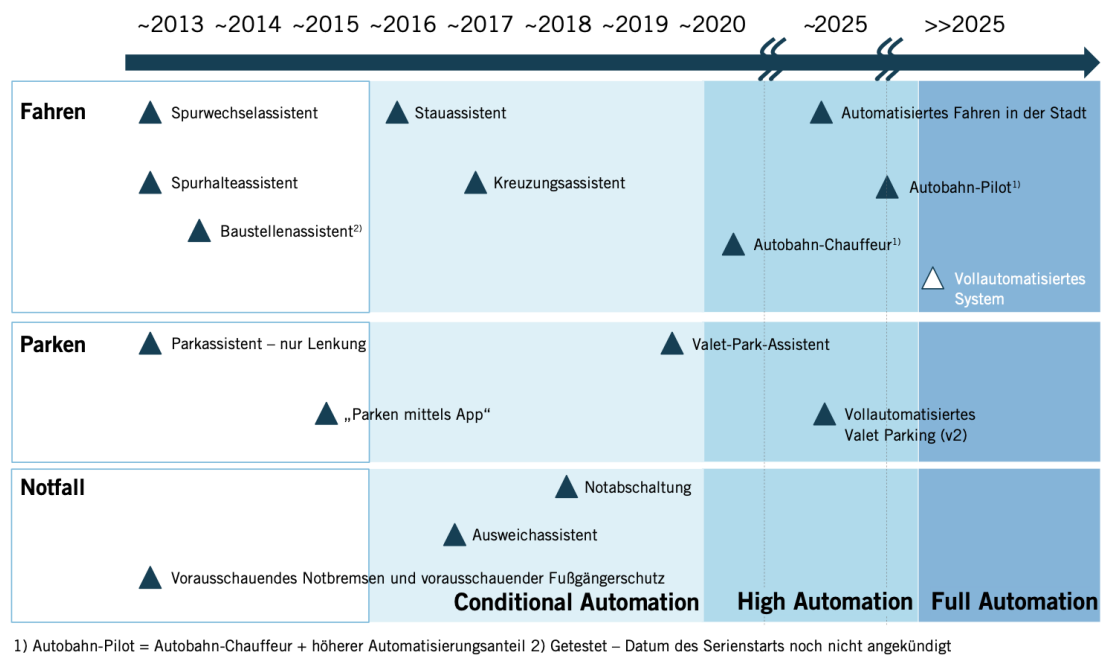 ~2013 ~2014 ~2015 ~2016 ~2017 ~2018 ~2019 ~2020 ~2025 >>2025
Fahren
Spurwechselassistent
Stauassistent
Automatisiertes Fahren in der Stadt
Spurhalteassistent
Kreuzungsassistent
Autobahn-Pilot1)
Baustellenassistent2)
Autobahn-Chauffeur1)
Vollautomatisiertes
System
Parken
Parkassistent – nur Lenkung
Valet-Park-Assistent
„Parken mittels App“
Vollautomatisiertes
Valet Parking (v2)
Notfall
Notabschaltung
Ausweichassistent
Vorausschauendes Notbremsen und vorausschauender Fußgängerschutz
Conditional Automation
High Automation
Full Automation
1) Autobahn-Pilot = Autobahn-Chauffeur + höherer Automatisierungsanteil 2) Getestet – Datum des Serienstarts noch nicht angekündigt